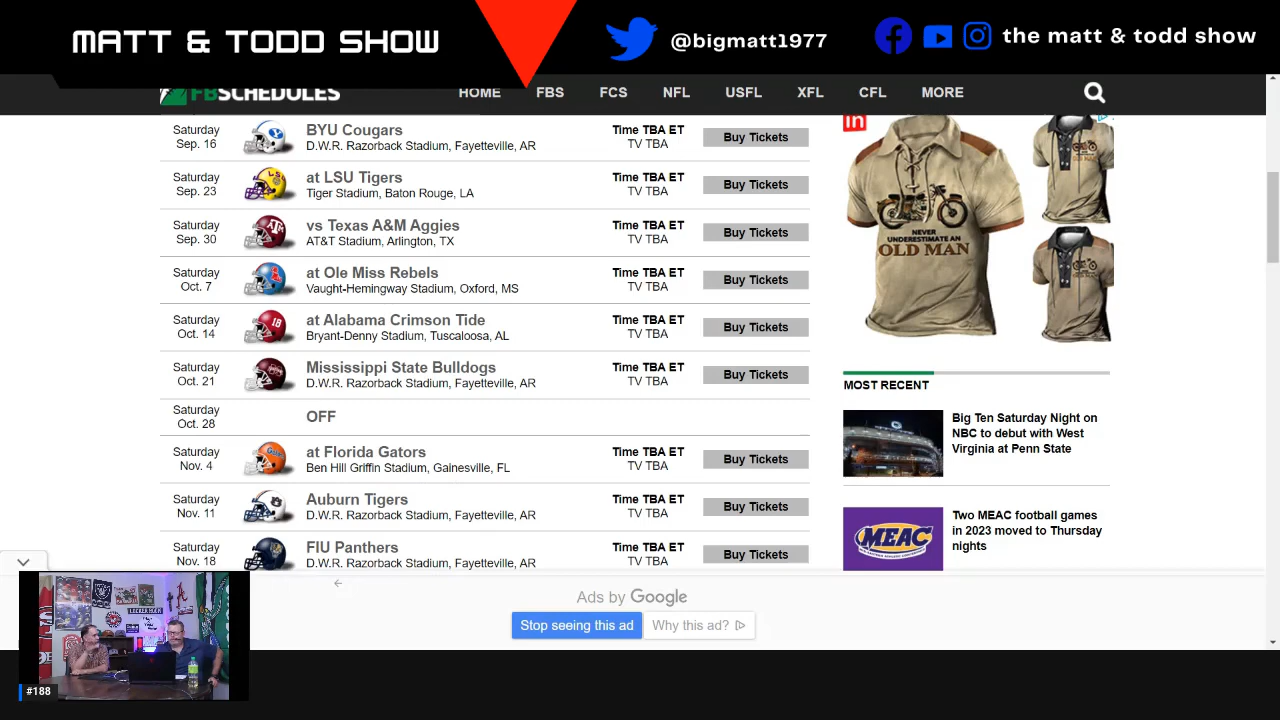 MATT & TODD SHOW
@bigmatt1977
the matt & todd show
FBSCHEDULES
HOME FBS FCS NFL USFL XFL CFL MORE
Saturday
Sep. 16
BYU Cougars
D.W.R. Razorback Stadium, Fayetteville, AR
Time TBA ET
TV TBA
Buy Tickets
Saturday
Sep. 23
at LSU Tigers
Tiger Stadium, Baton Rouge, LA
Time TBA ET
TV TBA
Buy Tickets
Saturday
Sep. 30
vs Texas A&M Aggies
AT&T Stadium, Arlington, TX
Time TBA ET
TV TBA
Buy Tickets
Saturday
Oct. 7
at Ole Miss Rebels
Vaught-Hemingway Stadium, Oxford, MS
Time TBA ET
TV TBA
Buy Tickets
Saturday
Oct. 14
at Alabama Crimson Tide
Bryant-Denny Stadium, Tuscaloosa, AL
Time TBA ET
TV TBA
Buy Tickets
Saturday
Oct. 21
Mississippi State Bulldogs
D.W.R. Razorback Stadium, Fayetteville, AR
Time TBA ET
TV TBA
Buy Tickets
Saturday
Oct. 28
OFF
Saturday
Nov. 4
at Florida Gators
Ben Hill Griffin Stadium, Gainesville, FL
Time TBA ET
TV TBA
Buy Tickets
Saturday
Nov. 11
Auburn Tigers
D.W.R. Razorback Stadium, Fayetteville, AR
Time TBA ET
TV TBA
Buy Tickets
Saturday
Nov. 18
FIU Panthers
D.W.R. Razorback Stadium, Fayetteville, AR
Time TBA ET
TV TBA
Buy Tickets
in
NEVER
UNDERESTIMATE AN
OLD MAN
MOST RECENT
Big Ten Saturday Night on
NBC to debut with West
Virginia at Penn State
MEAC
Two MEAC football games
in 2023 moved to Thursday
nights
Ads by Google
Stop seeing this ad
Why this ad?
LOCKER ROOM
#188